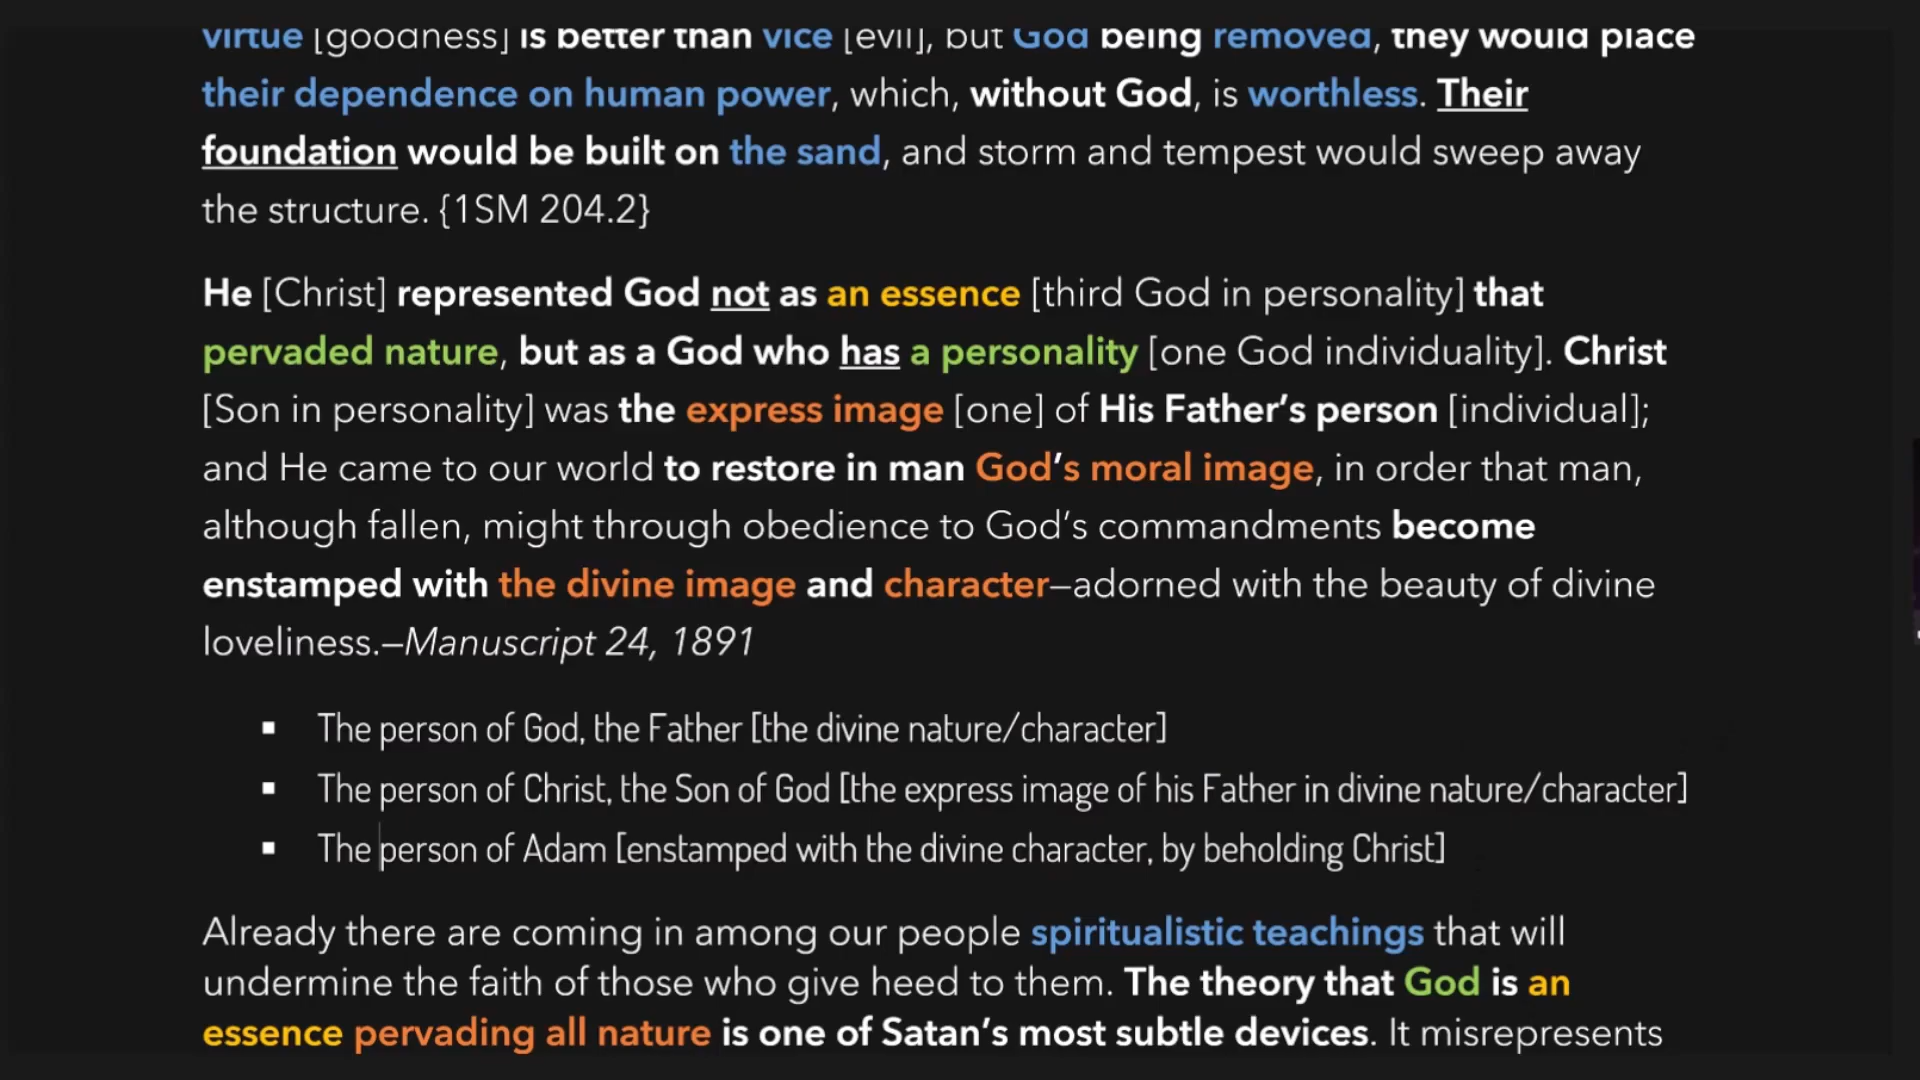 virtue [goodness] is better than vice [evil], but God being removed, they would place
their dependence on human power, which, without God, is worthless. Their
foundation would be built on the sand, and storm and tempest would sweep away
the structure. {1SM 204.2}
He [Christ] represented God not as an essence [third God in personality] that
pervaded nature, but as a God who has a personality [one God individuality]. Christ
[Son in personality] was the express image [one] of His Father’s person [individual];
and He came to our world to restore in man God’s moral image, in order that man,
although fallen, might through obedience to God’s commandments become
enstamped with the divine image and character—adorned with the beauty of divine
loveliness.—Manuscript 24, 1891
▪ The person of God, the Father [the divine nature/character]
▪ The person of Christ, the Son of God [the express image of his Father in divine nature/character]
▪ The person of Adam [enstamped with the divine character, by beholding Christ]
Already there are coming in among our people spiritualistic teachings that will
undermine the faith of those who give heed to them. The theory that God is an
essence pervading all nature is one of Satan’s most subtle devices. It misrepresents